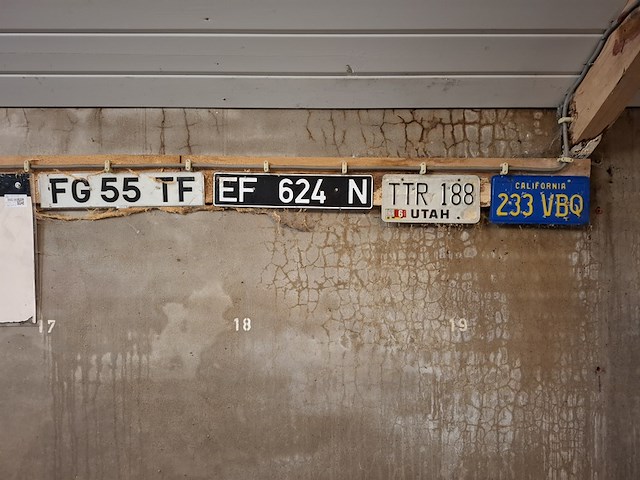 FG 55 TF
EF 624 N
TTR 188
UTAH
CALIFORNIA
233 VBQ
17
18
19